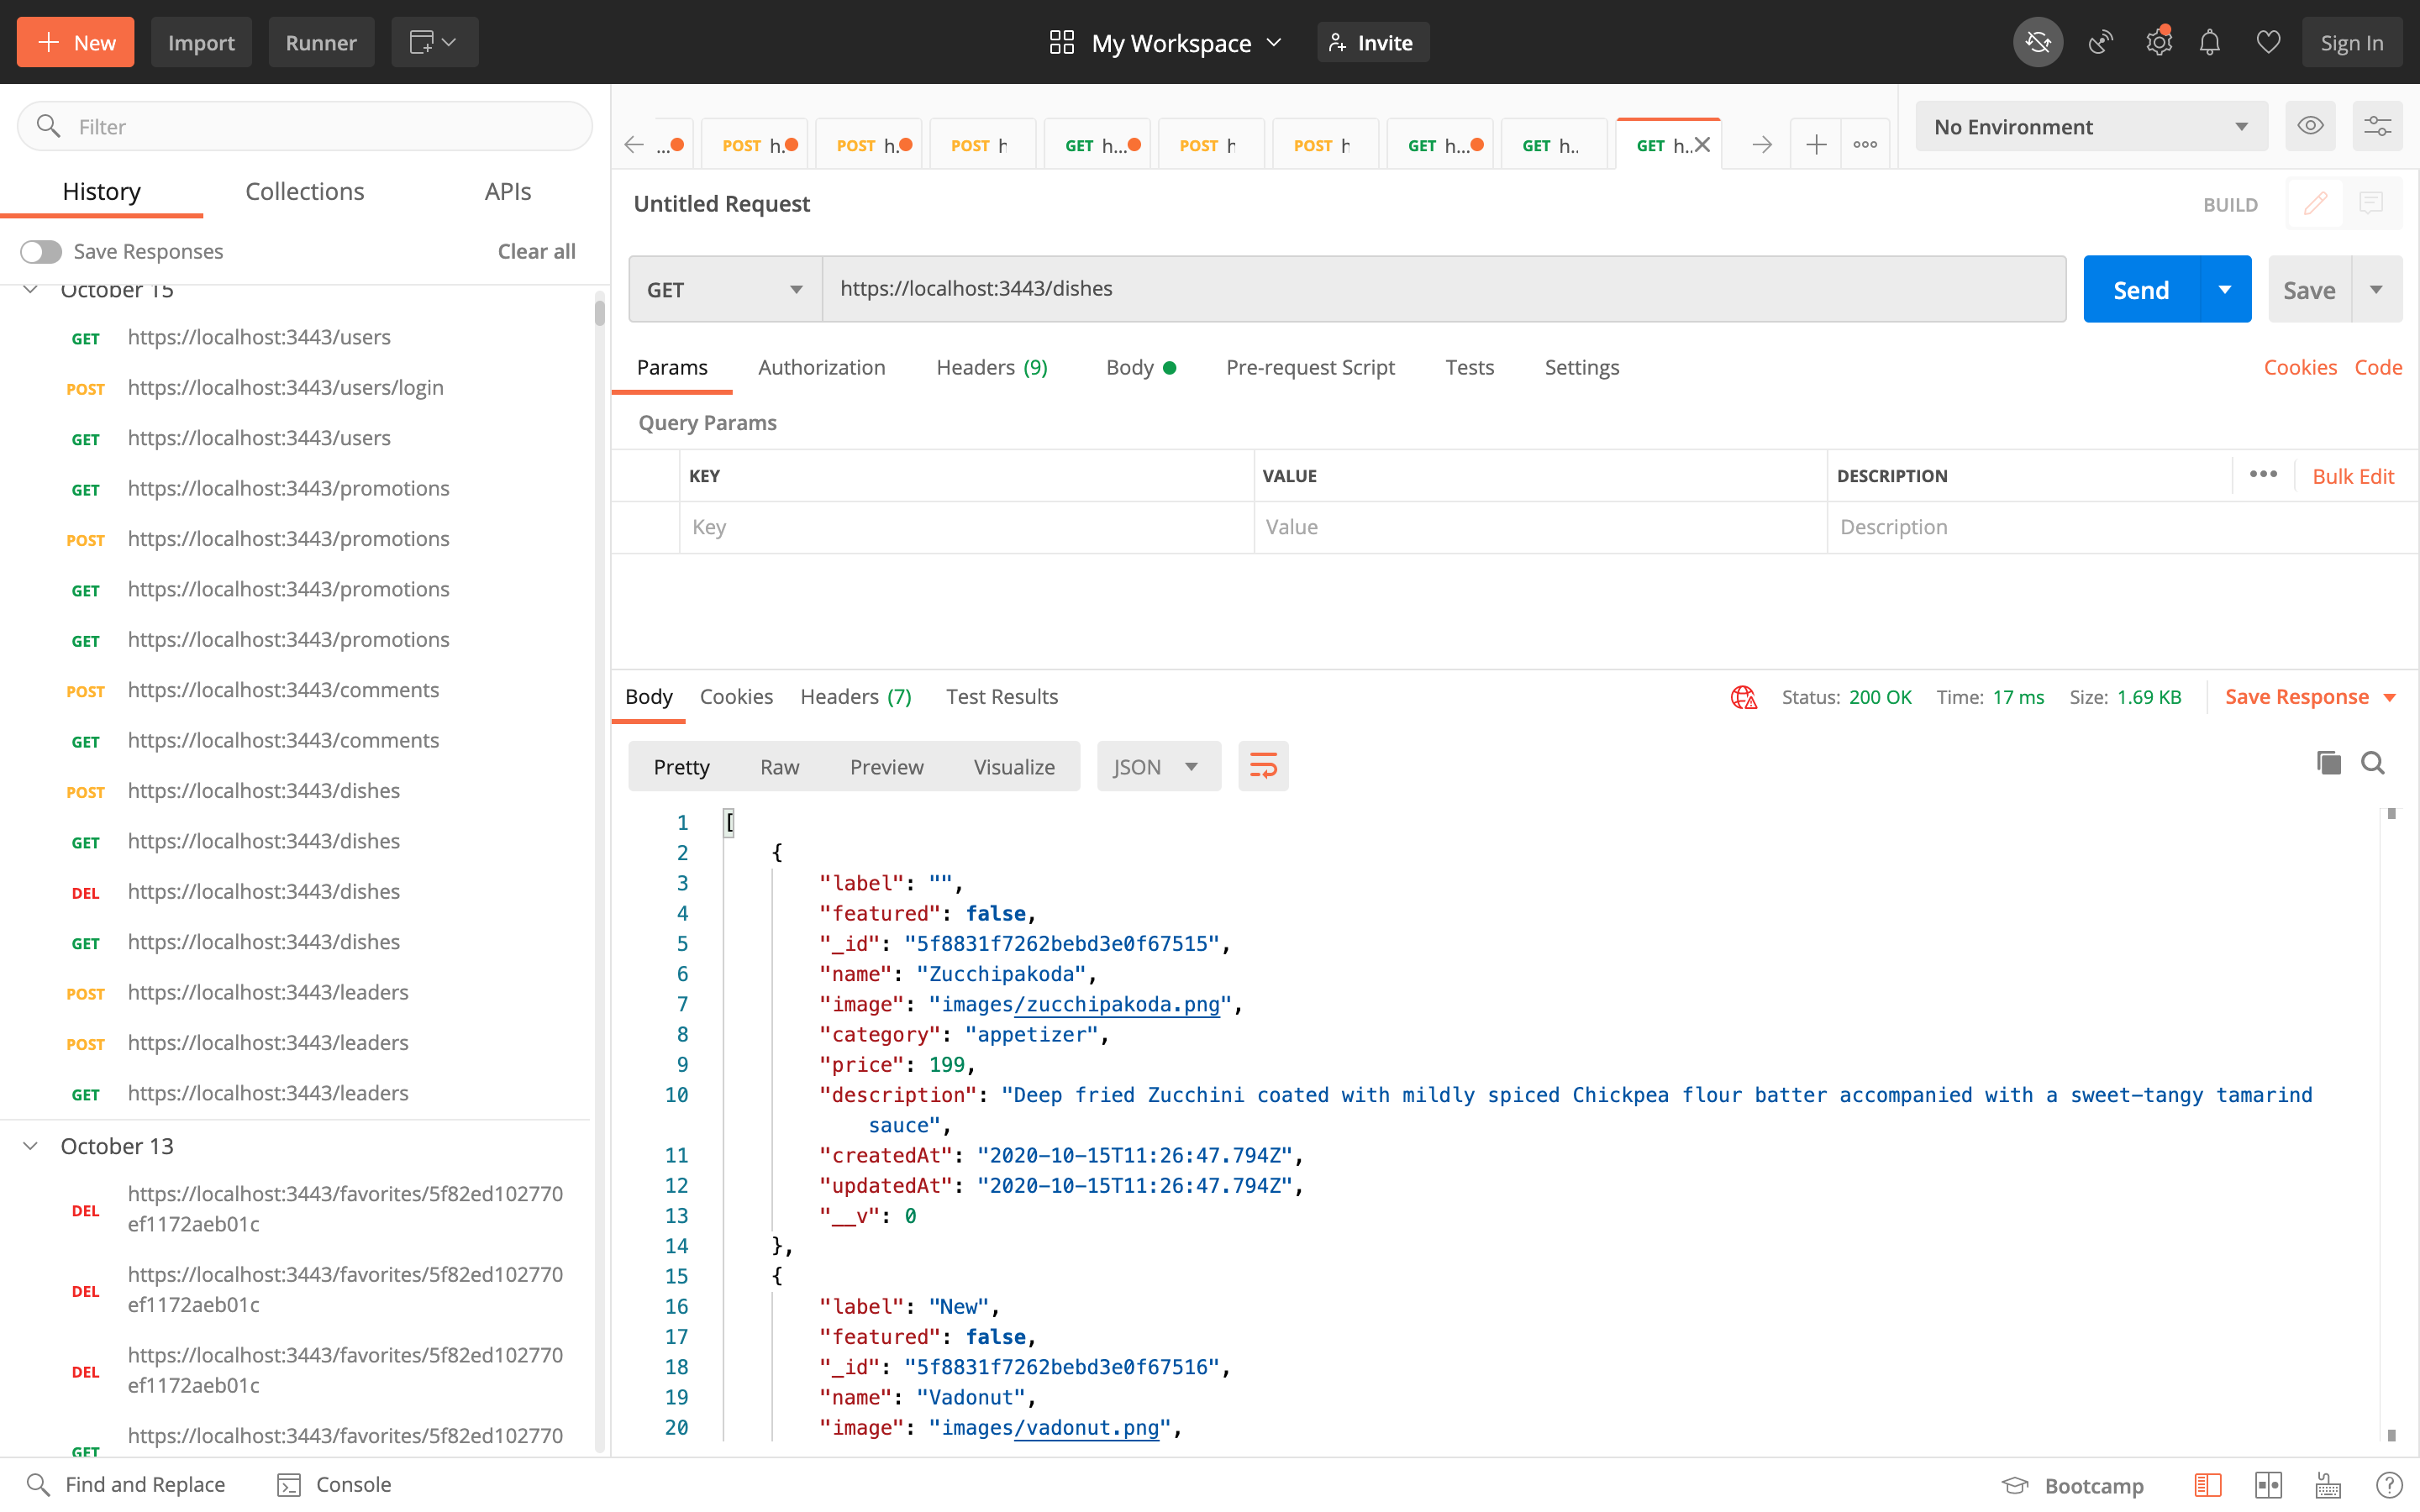 New
Import
Runner
My Workspace
Invite
Sign In
Filter
History
Collections
APIs
Save Responses
Clear all
October 15
GET https://localhost:3443/users
POST https://localhost:3443/users/login
GET https://localhost:3443/users
GET https://localhost:3443/promotions
POST https://localhost:3443/promotions
GET https://localhost:3443/promotions
GET https://localhost:3443/promotions
POST https://localhost:3443/comments
GET https://localhost:3443/comments
POST https://localhost:3443/dishes
GET https://localhost:3443/dishes
DEL https://localhost:3443/dishes
GET https://localhost:3443/dishes
POST https://localhost:3443/leaders
POST https://localhost:3443/leaders
GET https://localhost:3443/leaders
October 13
DEL https://localhost:3443/favorites/5f82ed102770
ef1172aeb01c
DEL https://localhost:3443/favorites/5f82ed102770
ef1172aeb01c
DEL https://localhost:3443/favorites/5f82ed102770
ef1172aeb01c
GET https://localhost:3443/favorites/5f82ed102770
... POST h. POST h. POST h GET h... POST h POST h GET h... GET h.. GET h..
No Environment
Untitled Request
BUILD
GET https://localhost:3443/dishes
Send
Save
Params Authorization Headers (9) Body Pre-request Script Tests Settings
Cookies Code
Query Params
KEY VALUE DESCRIPTION
Bulk Edit
Key Value Description
Body Cookies Headers (7) Test Results
Status: 200 OK Time: 17 ms Size: 1.69 KB
Save Response
Pretty Raw Preview Visualize JSON
1 [
2 {
3 "label": "",
4 "featured": false,
5 "_id": "5f8831f7262bebd3e0f67515",
6 "name": "Zucchipakoda",
7 "image": "images/zucchipakoda.png",
8 "category": "appetizer",
9 "price": 199,
10 "description": "Deep fried Zucchini coated with mildly spiced Chickpea flour batter accompanied with a sweet-tangy tamarind
sauce",
11 "createdAt": "2020-10-15T11:26:47.794Z",
12 "updatedAt": "2020-10-15T11:26:47.794Z",
13 "__v": 0
14 },
15 {
16 "label": "New",
17 "featured": false,
18 "_id": "5f8831f7262bebd3e0f67516",
19 "name": "Vadonut",
20 "image": "images/vadonut.png",
Find and Replace
Console
Bootcamp